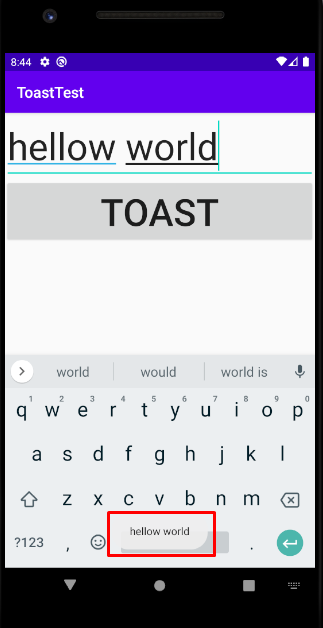 8:44
ToastTest
hellow world
TOAST
world would world is
1 2 3 4 5 6 7 8 9 0
q w e r t y u i o p
a s d f g h j k l
z x c v b n m
?123 , hellow world .